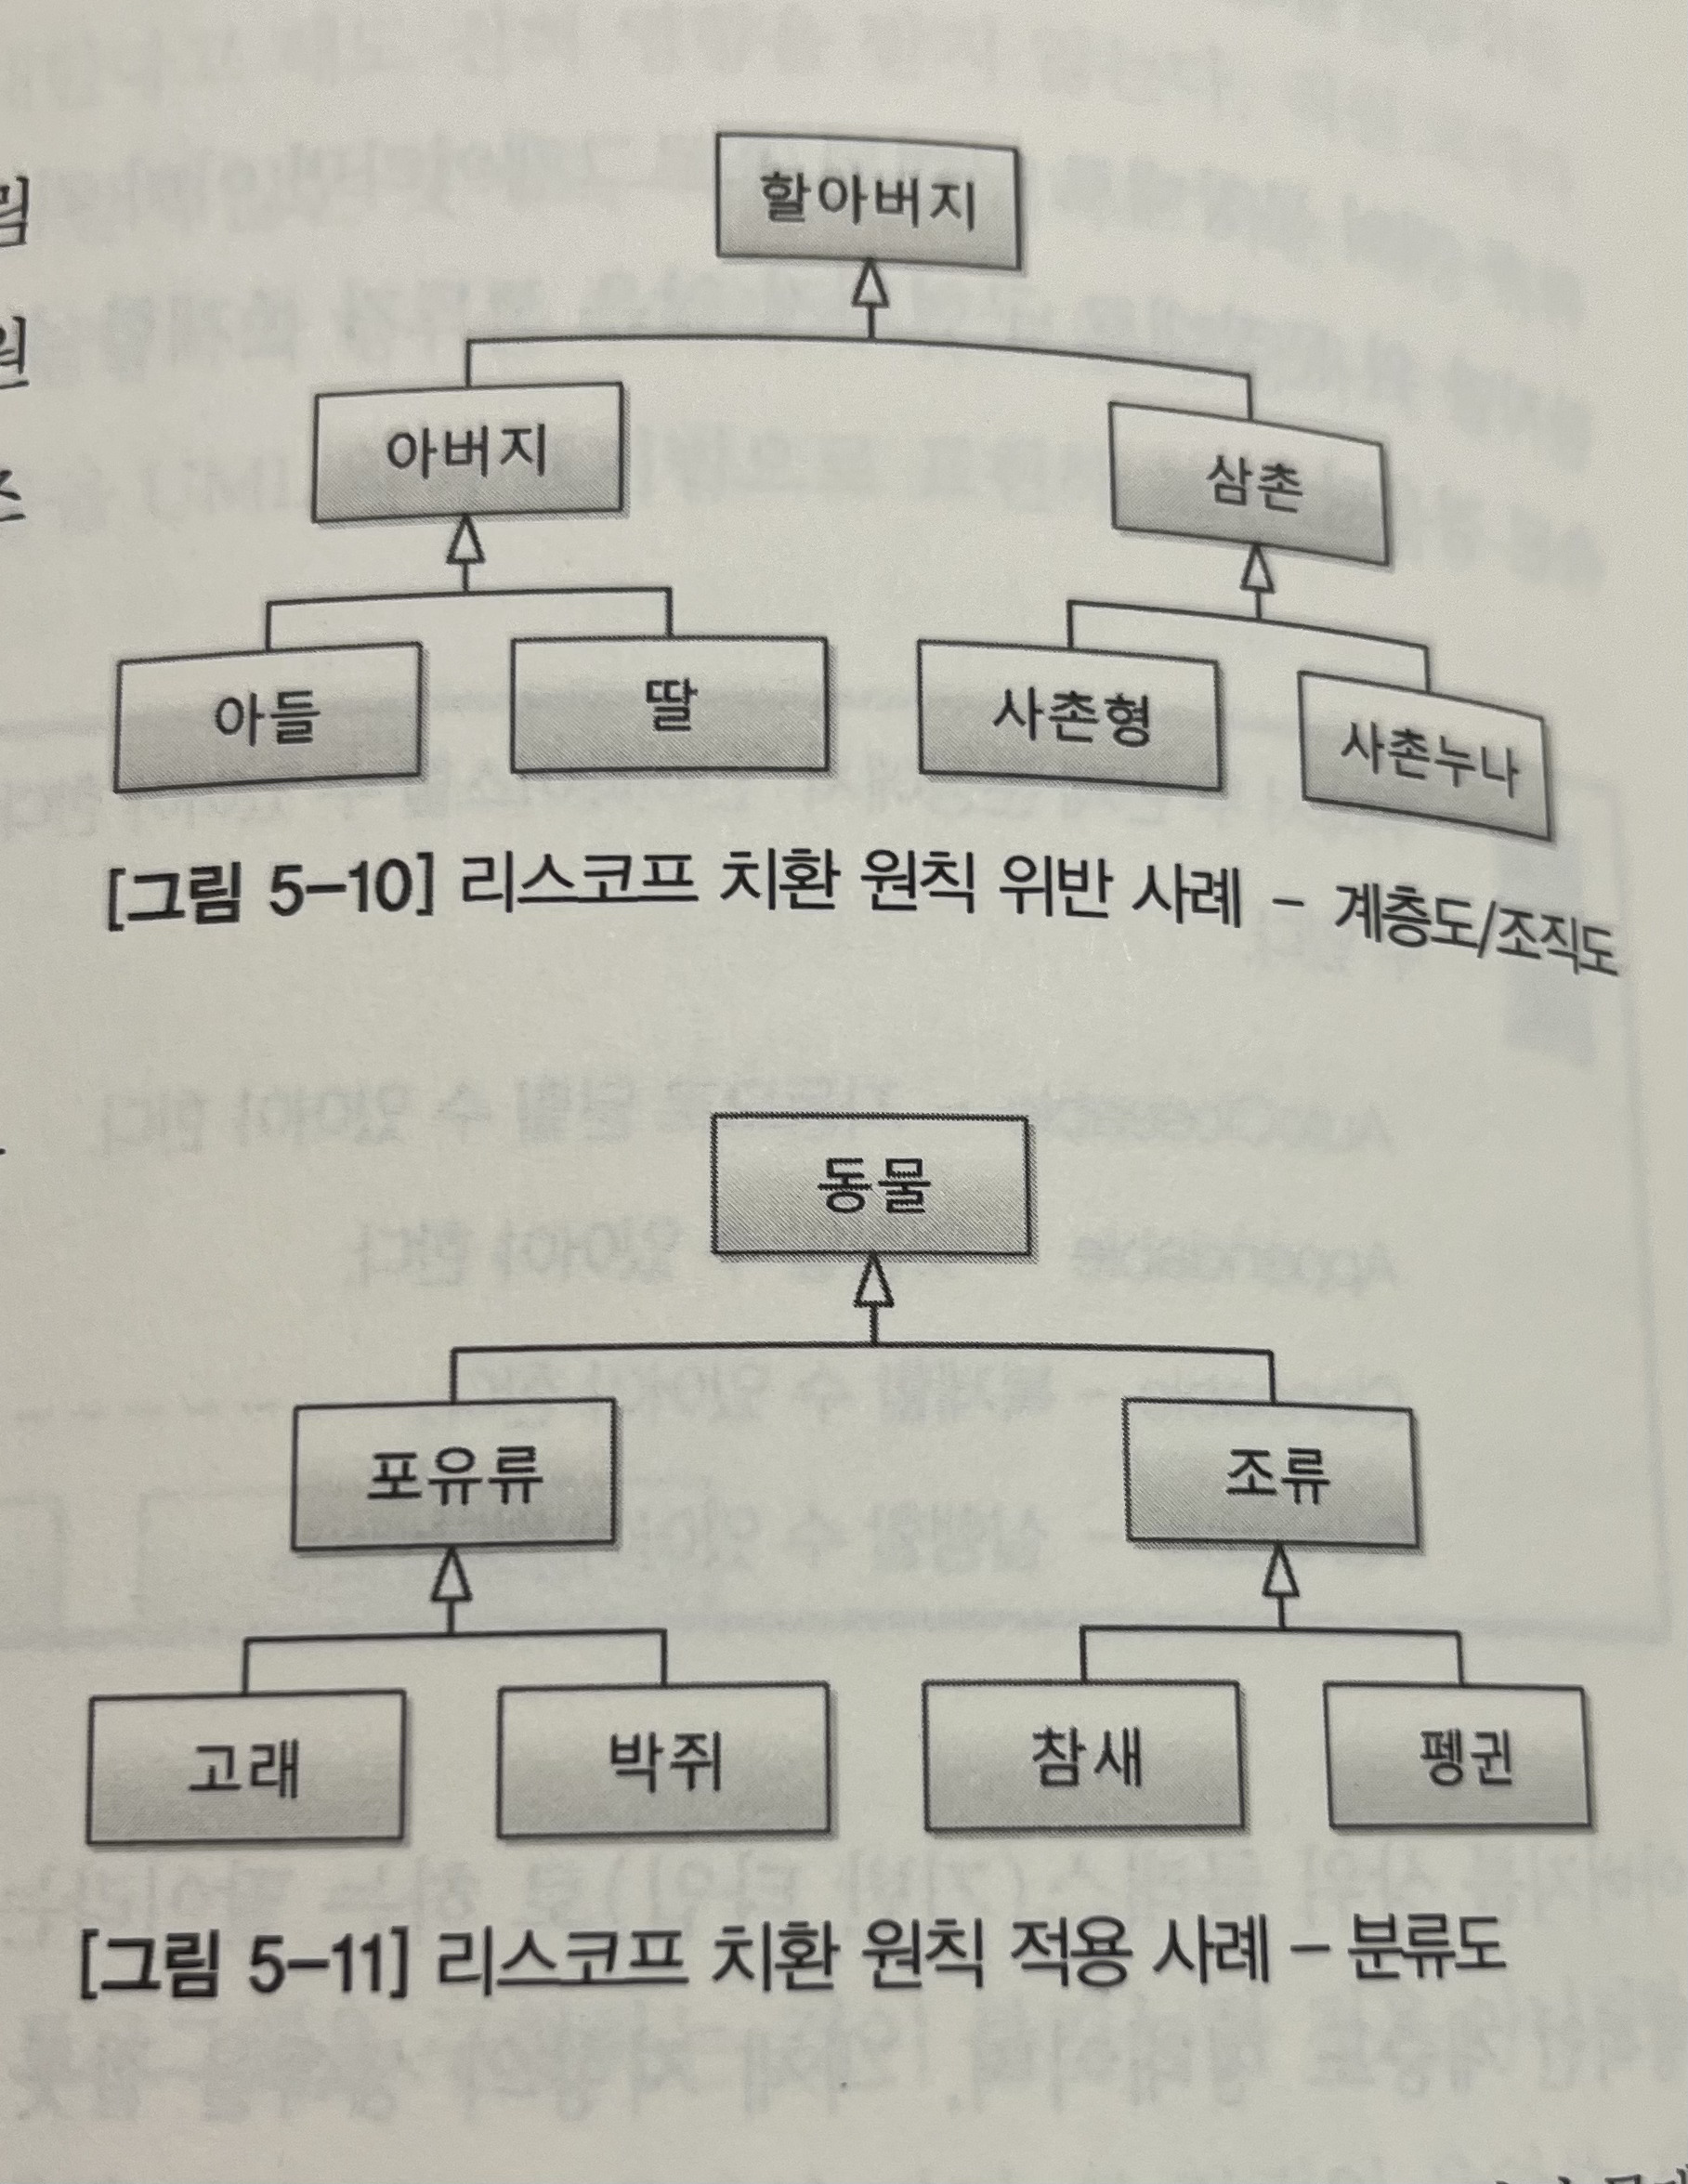 림
원
조
할아버지
아버지
삼촌
아들
딸
사촌형
사촌누나
[그림 5-10] 리스코프 치환 원칙 위반 사례 - 계층도/조직도
동물
포유류
조류
고래
박쥐
참새
펭귄
[그림 5-11] 리스코프 치환 원칙 적용 사례 - 분류도